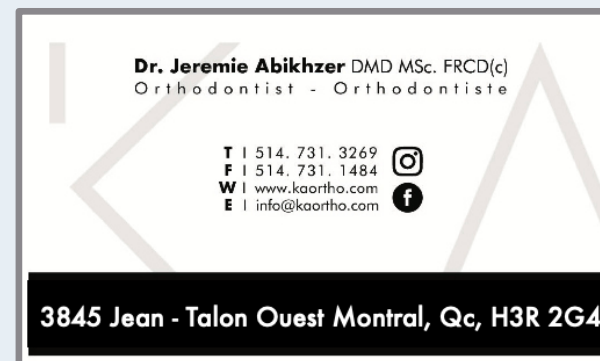 Dr. Jeremie Abikhzer DMD MSc. FRCD(c)
Orthodontist - Orthodontiste
T | 514. 731. 3269
F | 514. 731. 1484
W | www.kaortho.com
E | info@kaortho.com
3845 Jean - Talon Ouest Montral, Qc, H3R 2G4